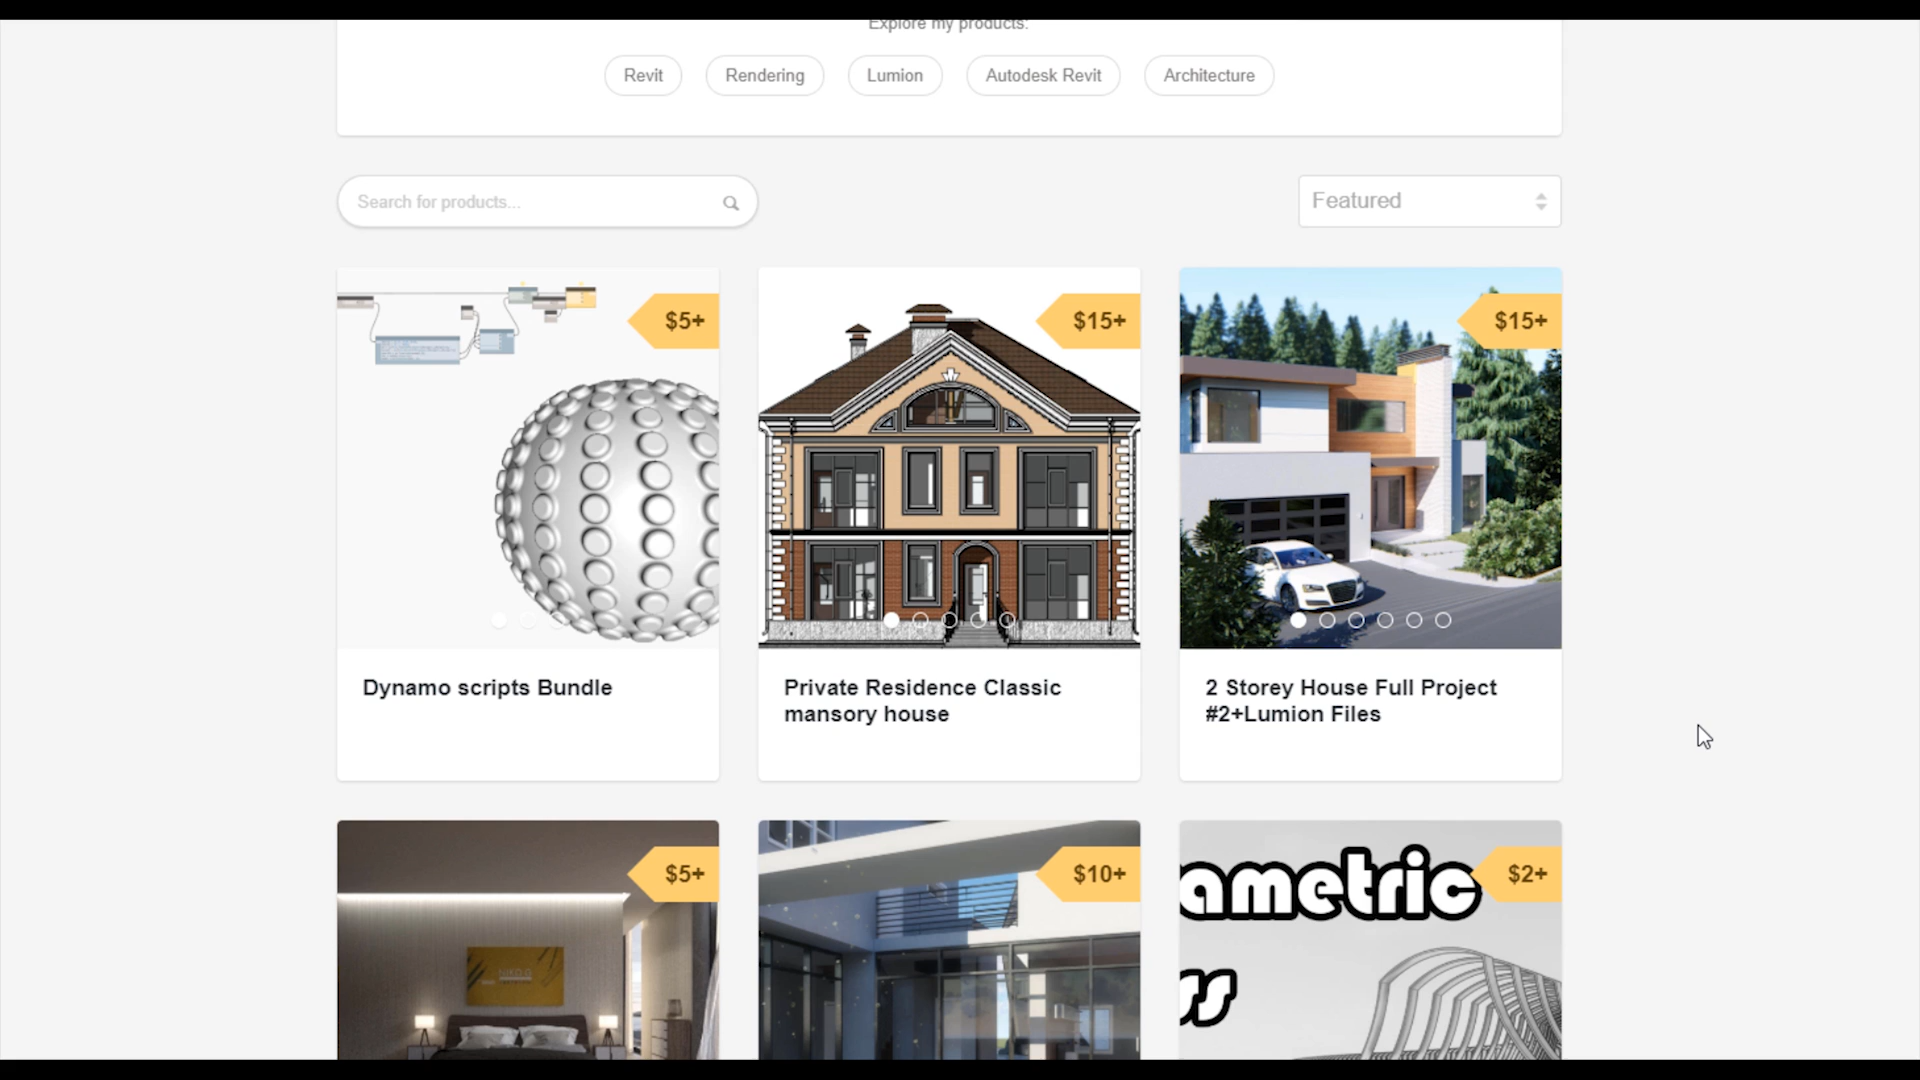 Explore my products:
Revit
Rendering
Lumion
Autodesk Revit
Architecture
Search for products...
Featured
$5+
$15+
$15+
Dynamo scripts Bundle
Private Residence Classic
mansory house
2 Storey House Full Project
#2+Lumion Files
$5+
$10+
$2+
ametric
rs